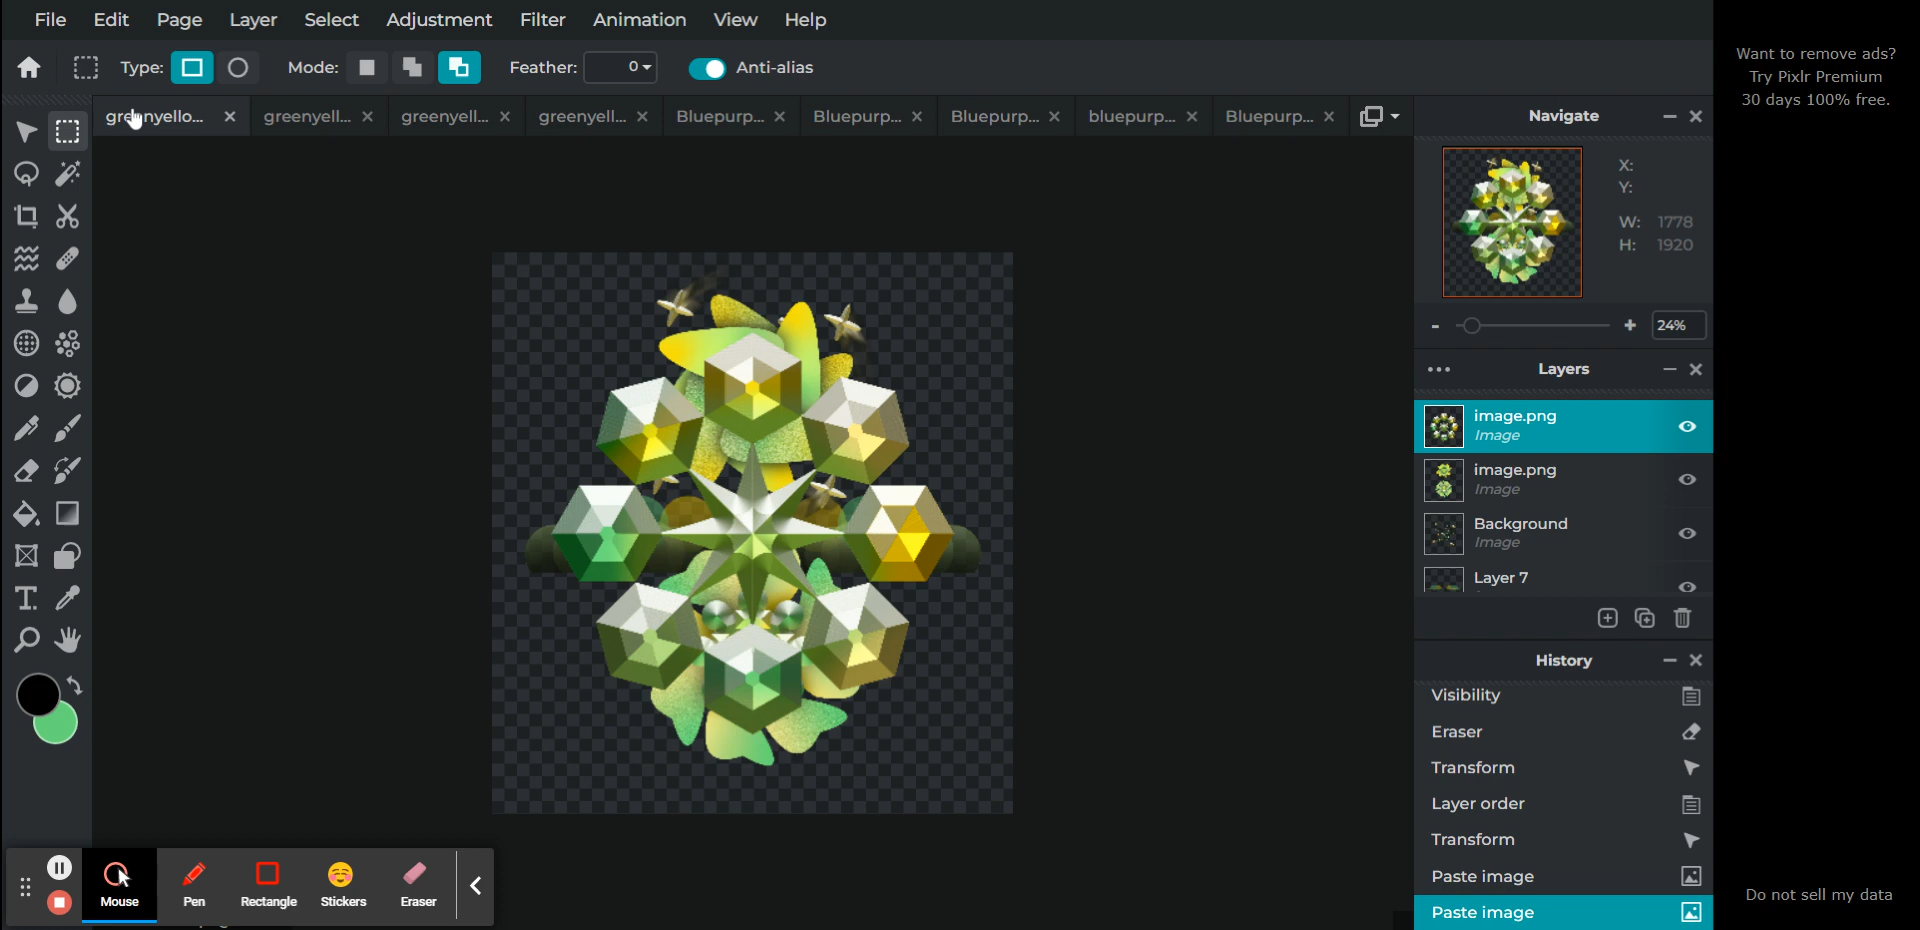 File Edit Page Layer Select Adjustment Filter Animation View Help
Type: Mode: Feather: 0 Anti-alias
greenyello... greenyell... greenyell... greenyell... Bluepurp... Bluepurp... Bluepurp... bluepurp... Bluepurp...
Navigate
X:
Y:
W: 1778
H: 1920
- + 24%
Layers
image.png
Image
image.png
Image
Background
Image
Layer 7
History
Visibility
Eraser
Transform
Layer order
Transform
Paste image
Paste image
Want to remove ads?
Try Pixlr Premium
30 days 100% free.
Do not sell my data
Mouse Pen Rectangle Stickers Eraser